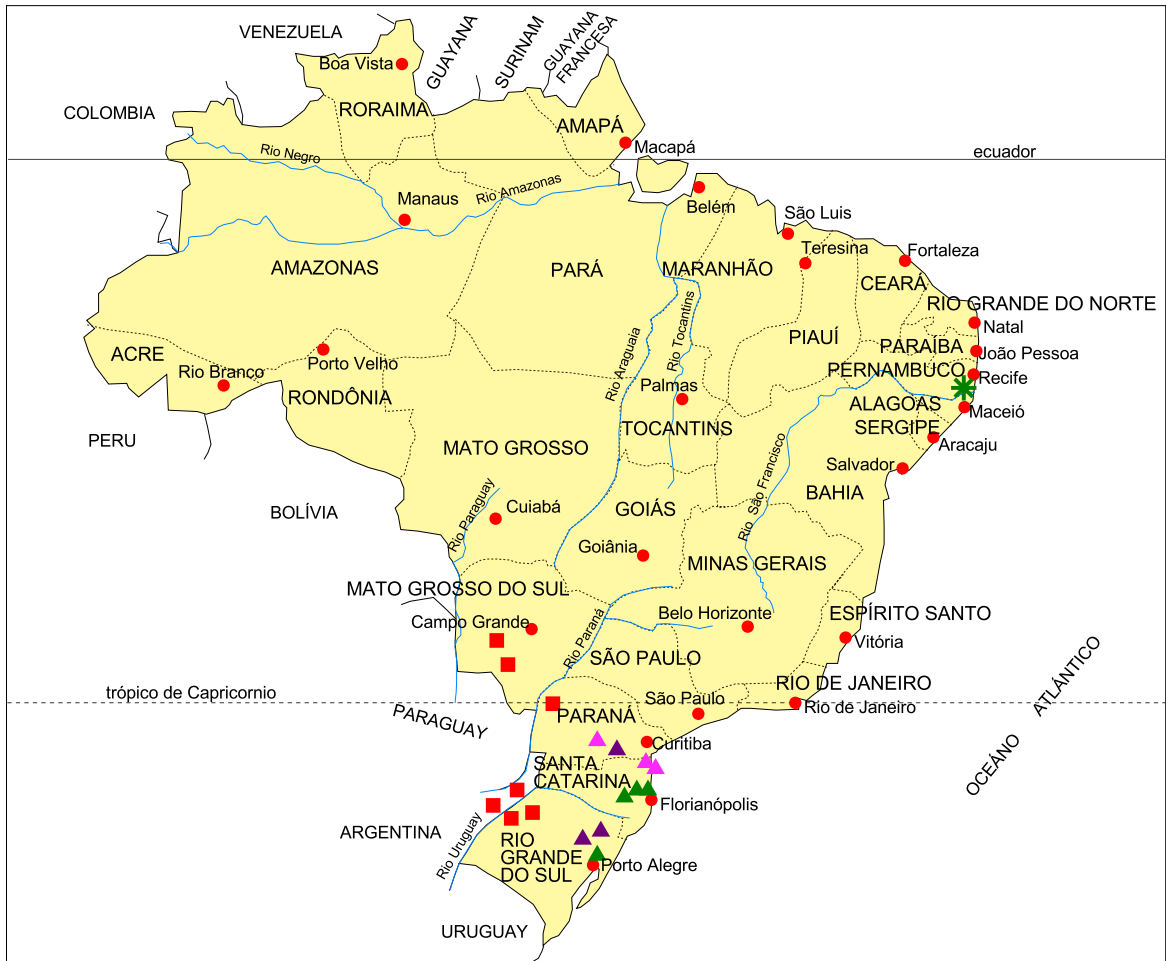 VENEZUELA
GUAYANA
SURINAM
GUAYANA
FRANCESA
Boa Vista
COLOMBIA
RORAIMA
AMAPÁ
Macapá
Rio Negro
ecuador
Rio Amazonas
Manaus
Belém
São Luis
AMAZONAS
PARÁ
MARANHÃO
Teresina
Fortaleza
CEARÁ
RIO GRANDE DO NORTE
Natal
PIAUÍ
PARAÍBA
João Pessoa
ACRE
Rio Branco
Porto Velho
RONDÔNIA
Rio Araguaia
Rio Tocantins
Palmas
PERNAMBUCO
Recife
ALAGOAS
Maceió
SERGIPE
Aracaju
PERU
MATO GROSSO
TOCANTINS
Rio São Francisco
Salvador
BAHIA
BOLÍVIA
Rio Paraguay
Cuiabá
GOIÁS
Goiânia
MINAS GERAIS
MATO GROSSO DO SUL
Campo Grande
Rio Paraná
Belo Horizonte
ESPÍRITO SANTO
Vitória
SÃO PAULO
RIO DE JANEIRO
trópico de Capricornio
São Paulo
Rio de Janeiro
ATLÁNTICO
OCEÁNO
PARAGUAY
PARANÁ
Curitiba
SANTA
CATARINA
Florianópolis
ARGENTINA
Rio Uruguay
RIO
GRANDE
DO SUL
Porto Alegre
URUGUAY